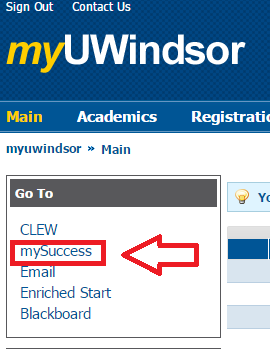 Sign Out Contact Us
myUWindsor
Main Academics Registratio
myuwindsor » Main
Go To
Yo
CLEW
mySuccess
Email
Enriched Start
Blackboard